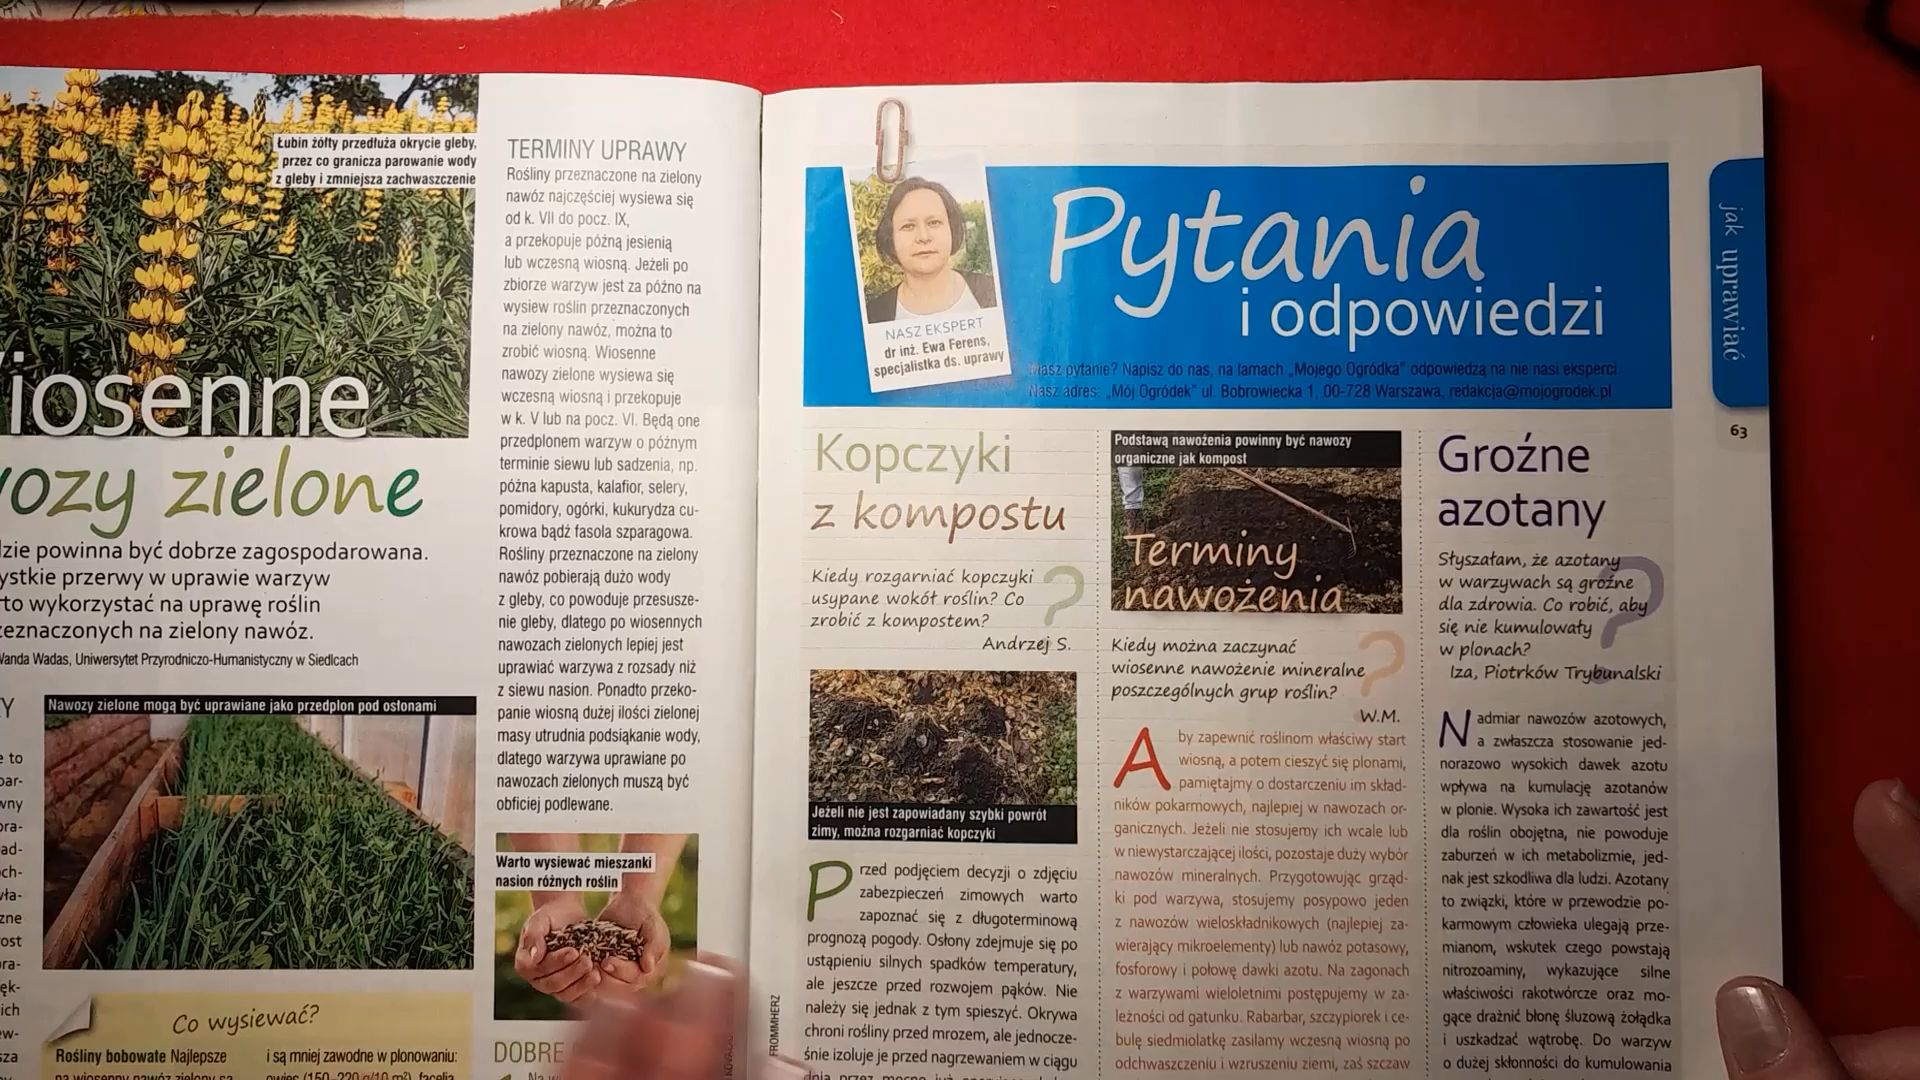 Łubin żółty przedłuża okrycie gleby,
przez co granicza parowanie wody
z gleby i zmniejsza zachwaszczenie
iosenne
zielone
powinna być dobrze zagospodarowana.
przerwy w uprawie warzyw
wykorzystać na uprawę roślin
na zielony nawóz.
Wadas, Uniwersytet Przyrodniczo-Humanistyczny w Siedlcach
Nawozy zielone mogą być uprawiane jako przedplon pod osłonami
Co wysiewać?
Rośliny bobowate Najlepsze
na wiosenny nawóz zielony są
i są mniej zawodne w plonowaniu:
owies (150–220 g/10 m²), facelia
TERMINY UPRAWY
Rośliny przeznaczone na zielony
nawóz najczęściej wysiewa się
od k. VII do pocz. IX,
a przekopuje późną jesienią
lub wczesną wiosną. Jeżeli po
zbiorze warzyw jest za późno na
wysiew roślin przeznaczonych
na zielony nawóz, można to
zrobić wiosną. Wiosenne
nawozy zielone wysiewa się
wczesną wiosną i przekopuje
w k. V lub na pocz. VI. Będą one
przedplonem warzyw o późnym
terminie siewu lub sadzenia, np.
późna kapusta, kalafior, selery,
pomidory, ogórki, kukurydza cu-
krowa bądź fasola szparagowa.
Rośliny przeznaczone na zielony
nawóz pobierają dużo wody
z gleby, co powoduje przesusze-
nie gleby, dlatego po wiosennych
nawozach zielonych lepiej jest
uprawiać warzywa z rozsady niż
z siewu nasion. Ponadto przeko-
panie wiosną dużej ilości zielonej
masy utrudnia podsiąkanie wody,
dlatego warzywa uprawiane po
nawozach zielonych muszą być
obficiej podlewane.
Warto wysiewać mieszanki
nasion różnych roślin
DOBRE
FROMMHERZ
NASZ EKSPERT
dr inż. Ewa Ferens,
specjalistka ds. uprawy
Pytania
i odpowiedzi
Masz pytanie? Napisz do nas, na łamach „Mojego Ogródka” odpowiedzą na nie nasi eksperci.
Nasz adres: „Mój Ogródek” ul. Bobrowiecka 1, 00-728 Warszawa, redakcja@mojogrodek.pl
jak uprawiać
63
Kopczyki
z kompostu
Kiedy rozgarniać kopczyki
usypane wokół roślin? Co
zrobić z kompostem?
Andrzej S.
Jeżeli nie jest zapowiadany szybki powrót
zimy, można rozgarniać kopczyki
Przed podjęciem decyzji o zdjęciu
zabezpieczeń zimowych warto
zapoznać się z długoterminową
prognozą pogody. Osłony zdejmuje się po
ustąpieniu silnych spadków temperatury,
ale jeszcze przed rozwojem pąków. Nie
należy się jednak z tym spieszyć. Okrywa
chroni rośliny przed mrozem, ale jednocze-
śnie izoluje je przed nagrzewaniem w ciągu
dnia przez mocno już
Podstawą nawożenia powinny być nawozy
organiczne jak kompost
Terminy
nawożenia
Kiedy można zaczynać
wiosenne nawożenie mineralne
poszczególnych grup roślin?
W.M.
Aby zapewnić roślinom właściwy start
wiosną, a potem cieszyć się plonami,
pamiętajmy o dostarczeniu im skład-
ników pokarmowych, najlepiej w nawozach or-
ganicznych. Jeżeli nie stosujemy ich wcale lub
w niewystarczającej ilości, pozostaje duży wybór
nawozów mineralnych. Przygotowując grząd-
ki pod warzywa, stosujemy posypowo jeden
z nawozów wieloskładnikowych (najlepiej za-
wierający mikroelementy) lub nawóz potasowy,
fosforowy i połowę dawki azotu. Na zagonach
z warzywami wieloletnimi postępujemy w za-
leżności od gatunku. Rabarbar, szczypiorek i ce-
bulę siedmiolatkę zasilamy wczesną wiosną po
odchwaszczeniu i wzruszeniu ziemi, zaś szczaw
Groźne
azotany
Słyszałam, że azotany
w warzywach są groźne
dla zdrowia. Co robić, aby
się nie kumulowały
w plonach?
Iza, Piotrków Trybunalski
Nadmiar nawozów azotowych,
a zwłaszcza stosowanie jed-
norazowo wysokich dawek azotu
wpływa na kumulację azotanów
w plonie. Wysoka ich zawartość jest
dla roślin obojętna, nie powoduje
zaburzeń w ich metabolizmie, jed-
nak jest szkodliwa dla ludzi. Azotany
to związki, które w przewodzie po-
karmowym człowieka ulegają prze-
mianom, wskutek czego powstają
nitrozoaminy, wykazujące silne
właściwości rakotwórcze oraz mo-
gące drażnić błonę śluzową żołądka
i uszkadzać wątrobę. Do warzyw
o dużej skłonności do kumulowania